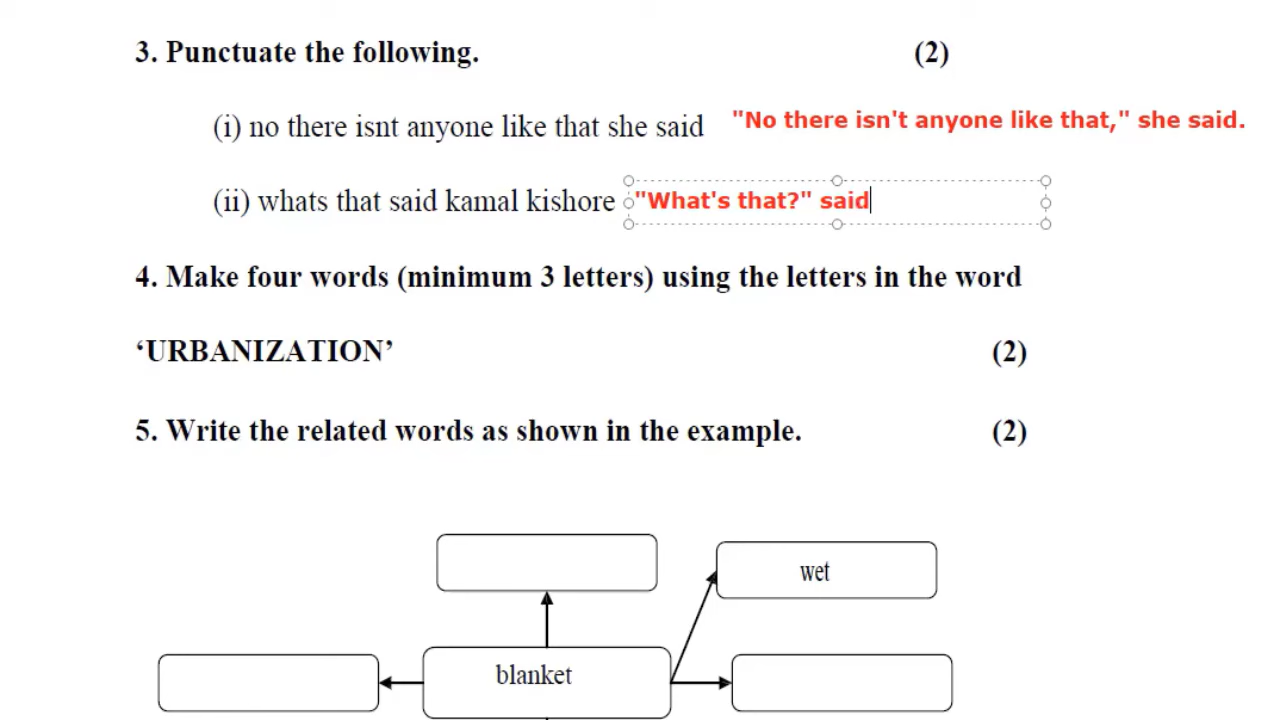 3. Punctuate the following. (2)
(i) no there isnt anyone like that she said "No there isn't anyone like that," she said.
(ii) whats that said kamal kishore "What's that?" said
4. Make four words (minimum 3 letters) using the letters in the word
‘URBANIZATION’ (2)
5. Write the related words as shown in the example. (2)
wet
blanket